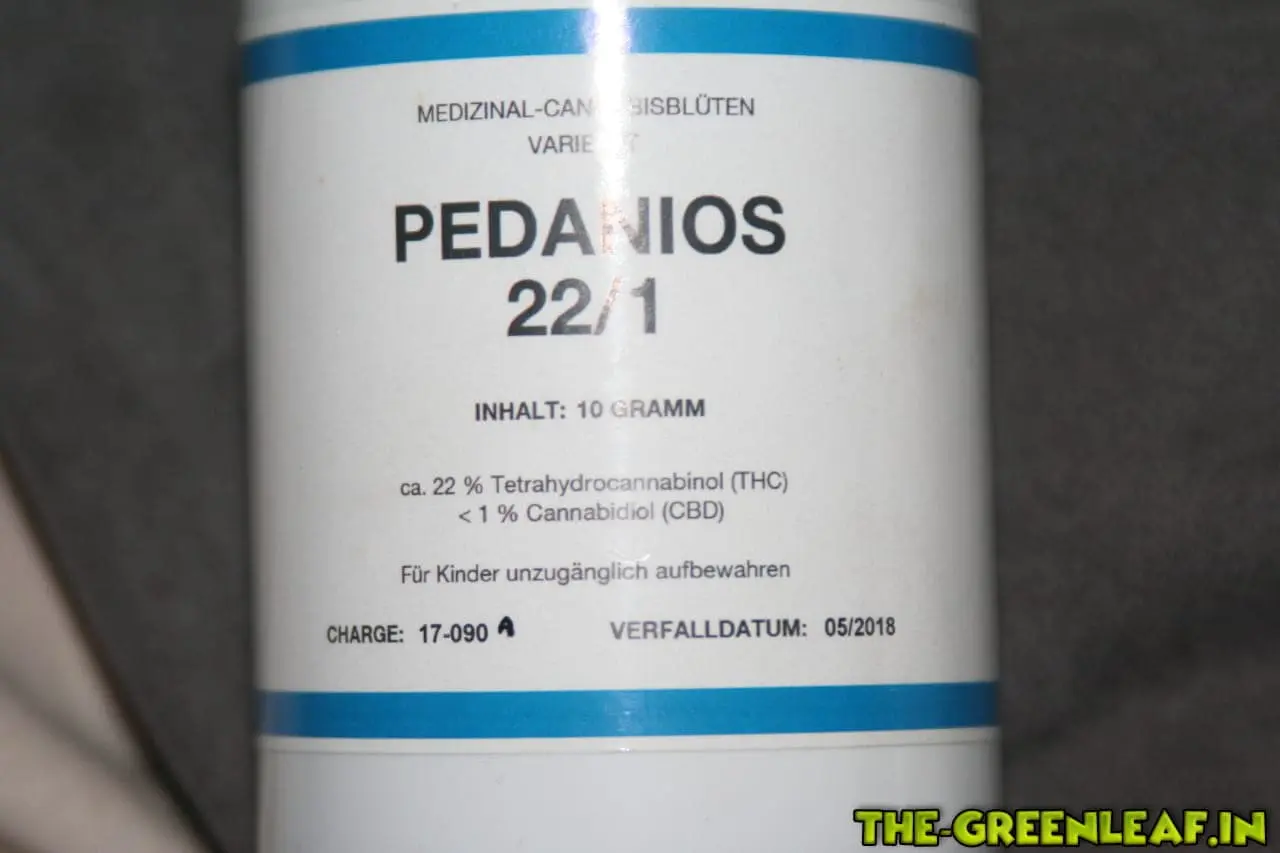 MEDIZINAL-CANNABISBLÜTEN
VARIETÄT
PEDANIOS
22/1
INHALT: 10 GRAMM
ca. 22 % Tetrahydrocannabinol (THC)
< 1 % Cannabidiol (CBD)
Für Kinder unzugänglich aufbewahren
CHARGE: 17-090 A
VERFALLDATUM: 05/2018
THE-GREENLEAF.IN